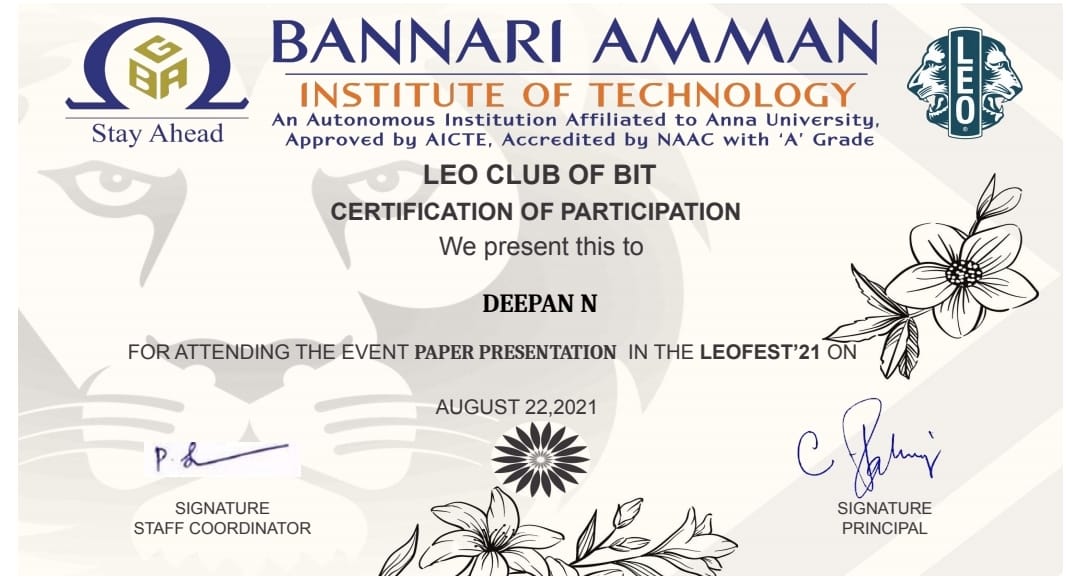 GBA
Stay Ahead
BANNARI AMMAN
INSTITUTE OF TECHNOLOGY
An Autonomous Institution Affiliated to Anna University,
Approved by AICTE, Accredited by NAAC with ‘A’ Grade
LEO
®
LEO CLUB OF BIT
CERTIFICATION OF PARTICIPATION
We present this to
DEEPAN N
FOR ATTENDING THE EVENT PAPER PRESENTATION IN THE LEOFEST’21 ON
AUGUST 22,2021
SIGNATURE
STAFF COORDINATOR
SIGNATURE
PRINCIPAL